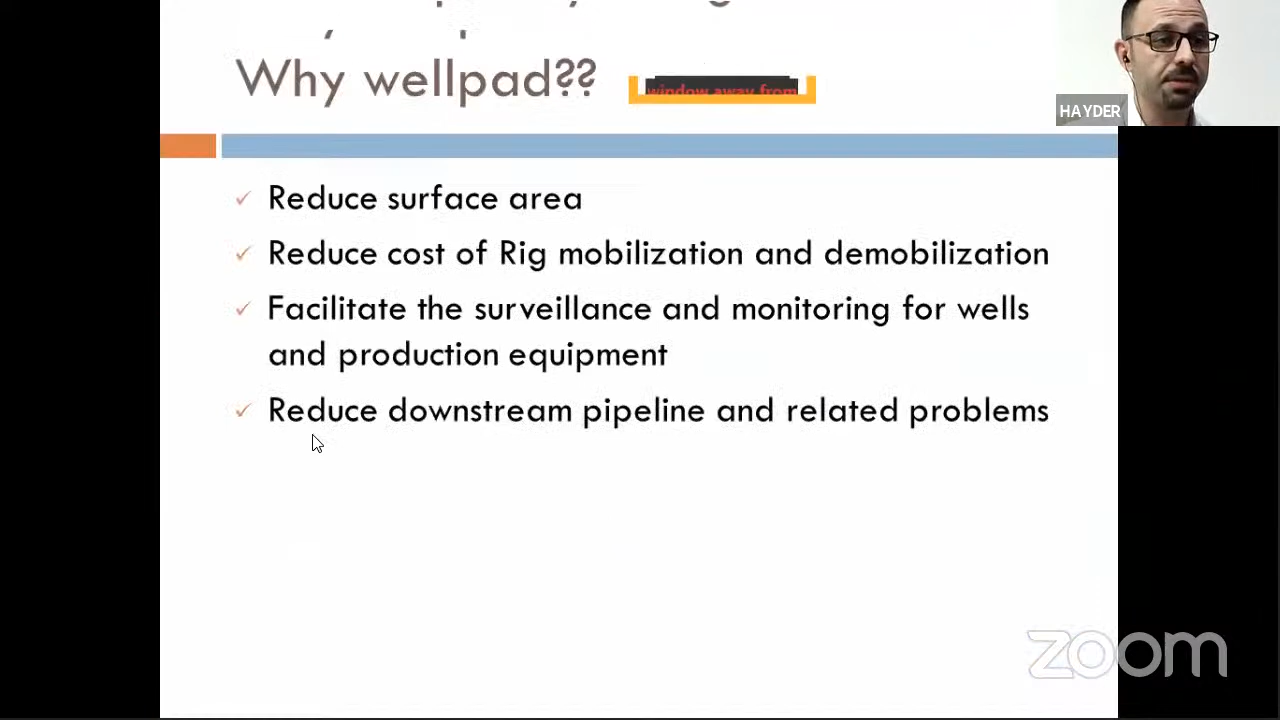 Why wellpad??
window away from
HAYDER
Reduce surface area
Reduce cost of Rig mobilization and demobilization
Facilitate the surveillance and monitoring for wells
and production equipment
Reduce downstream pipeline and related problems
zoom